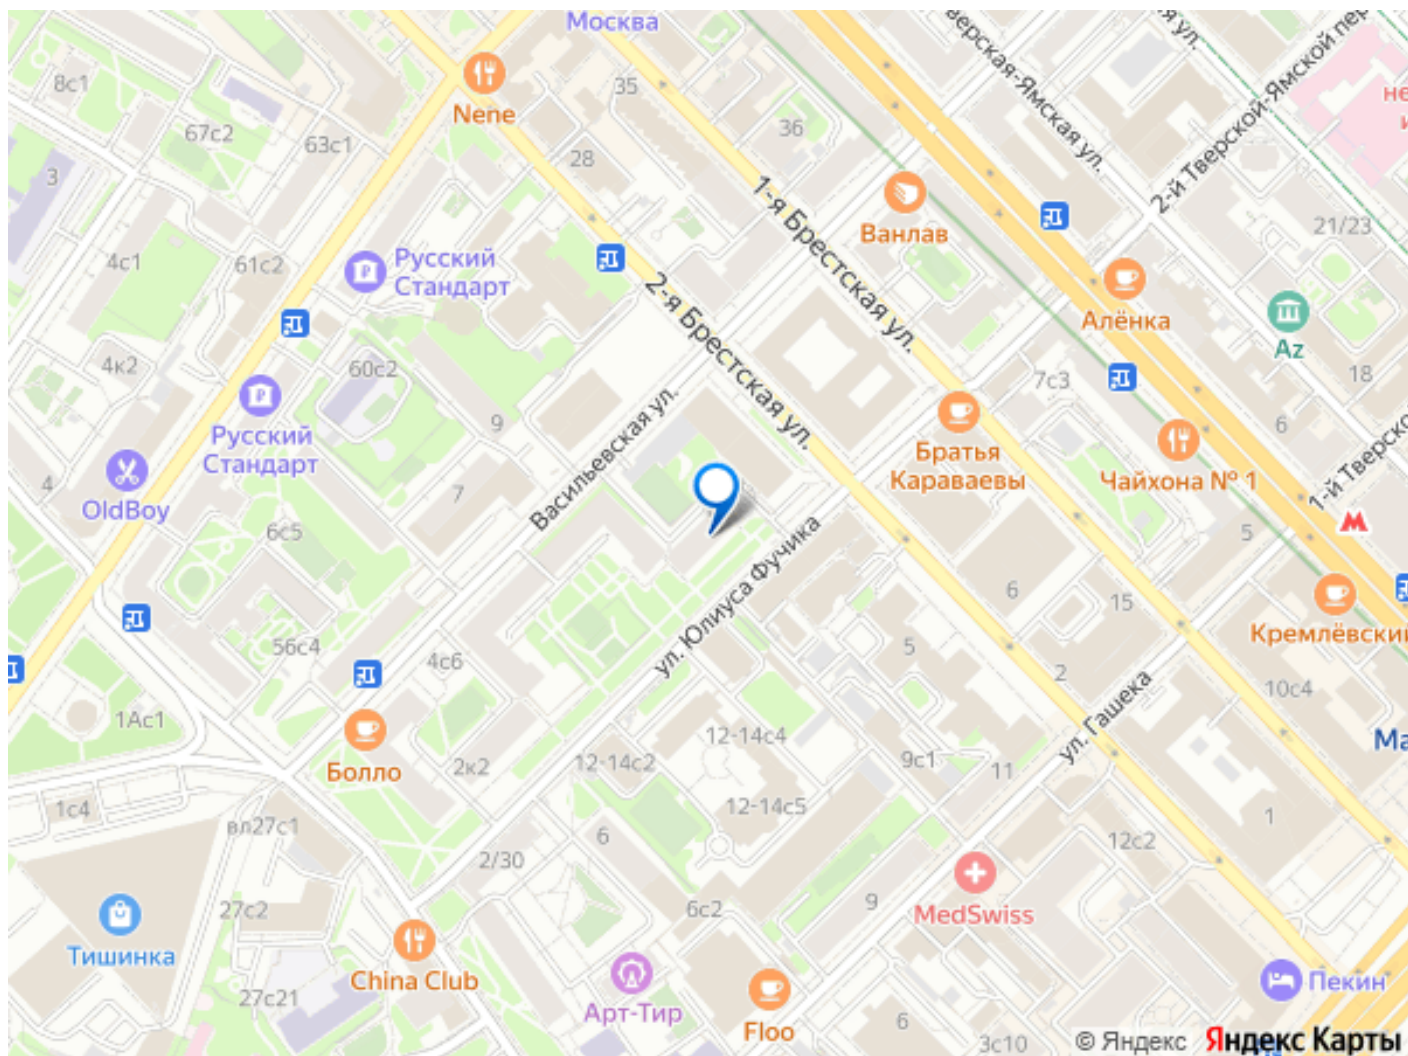 Москва
верская-Ямская ул.
я ул.
2-й Тверской-Ямской пер
не
и
8с1
Nene
35
67с2
63с1
36
28
3
1-я Брестская ул.
Ванлав
21/23
4с1
61с2
Русский
Стандарт
2-я Брестская ул.
Алёнка
Az
4к2
60с2
7с3
18
9
Васильевская ул.
Братья
Караваевы
6
1-й Тверско
Русский
Стандарт
Чайхона № 1
4
OldBoy
7
6с5
5
ул. Юлиуса Фучика
6
15
Кремлёвский
56с4
4с6
5
2
10с4
ул. Гашека
1Ас1
12-14с4
Ма
Болло
2к2
12-14с2
9с1
11
1с4
вл27с1
12-14с5
1
6
2/30
12с2
MedSwiss
9
27с2
6с2
Тишинка
China Club
Арт-Тир
Пекин
27с21
Floo
6
3с10
© Яндекс Яндекс Карты